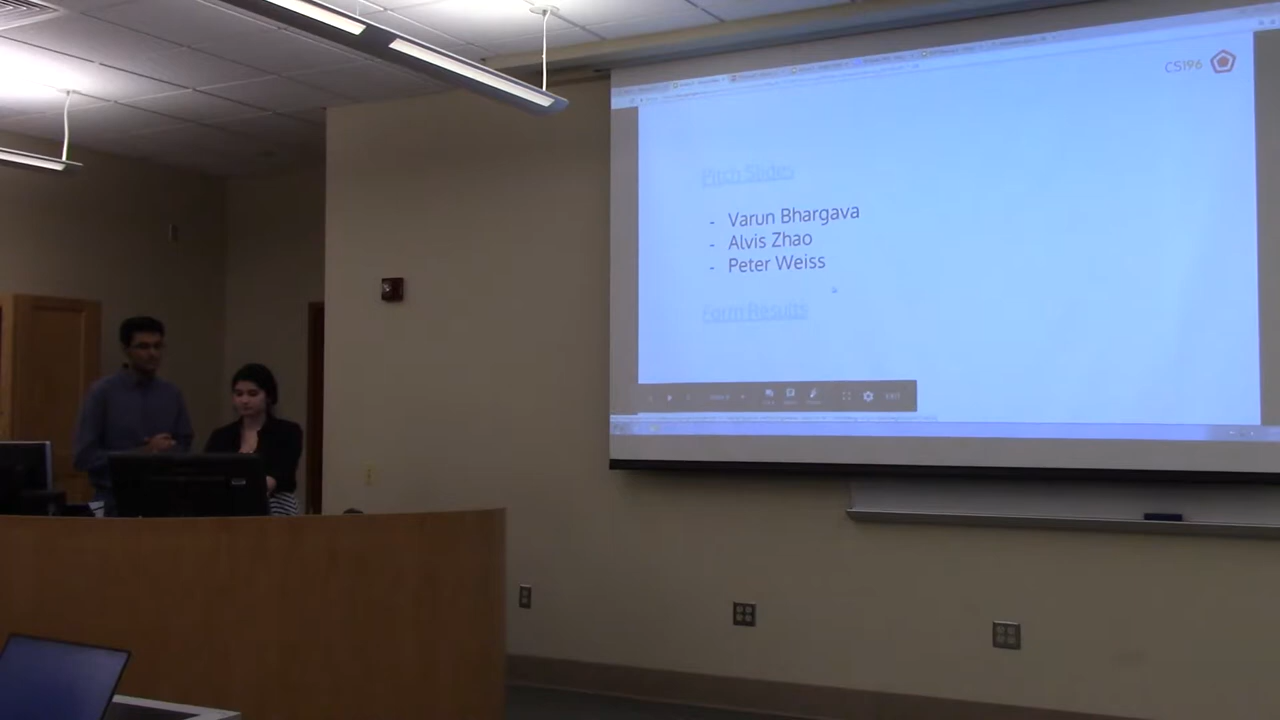 CS196
Pitch Slides
- Varun Bhargava
- Alvis Zhao
- Peter Weiss
Form Results